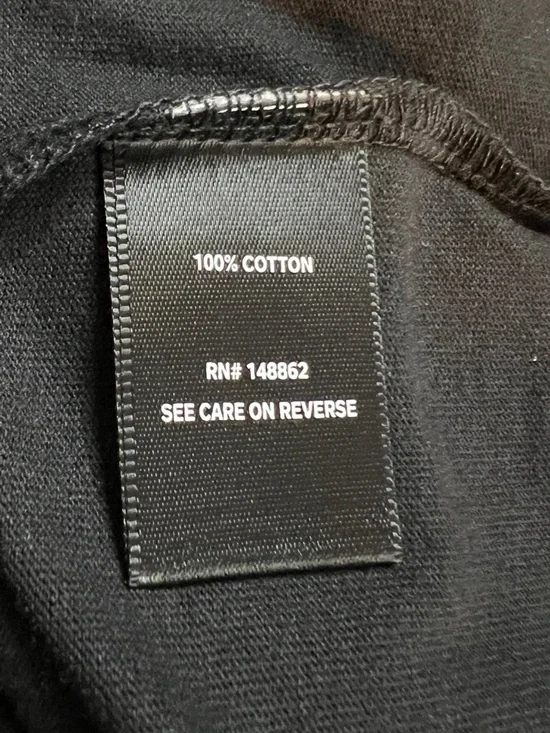 100% COTTON
RN# 148862
SEE CARE ON REVERSE